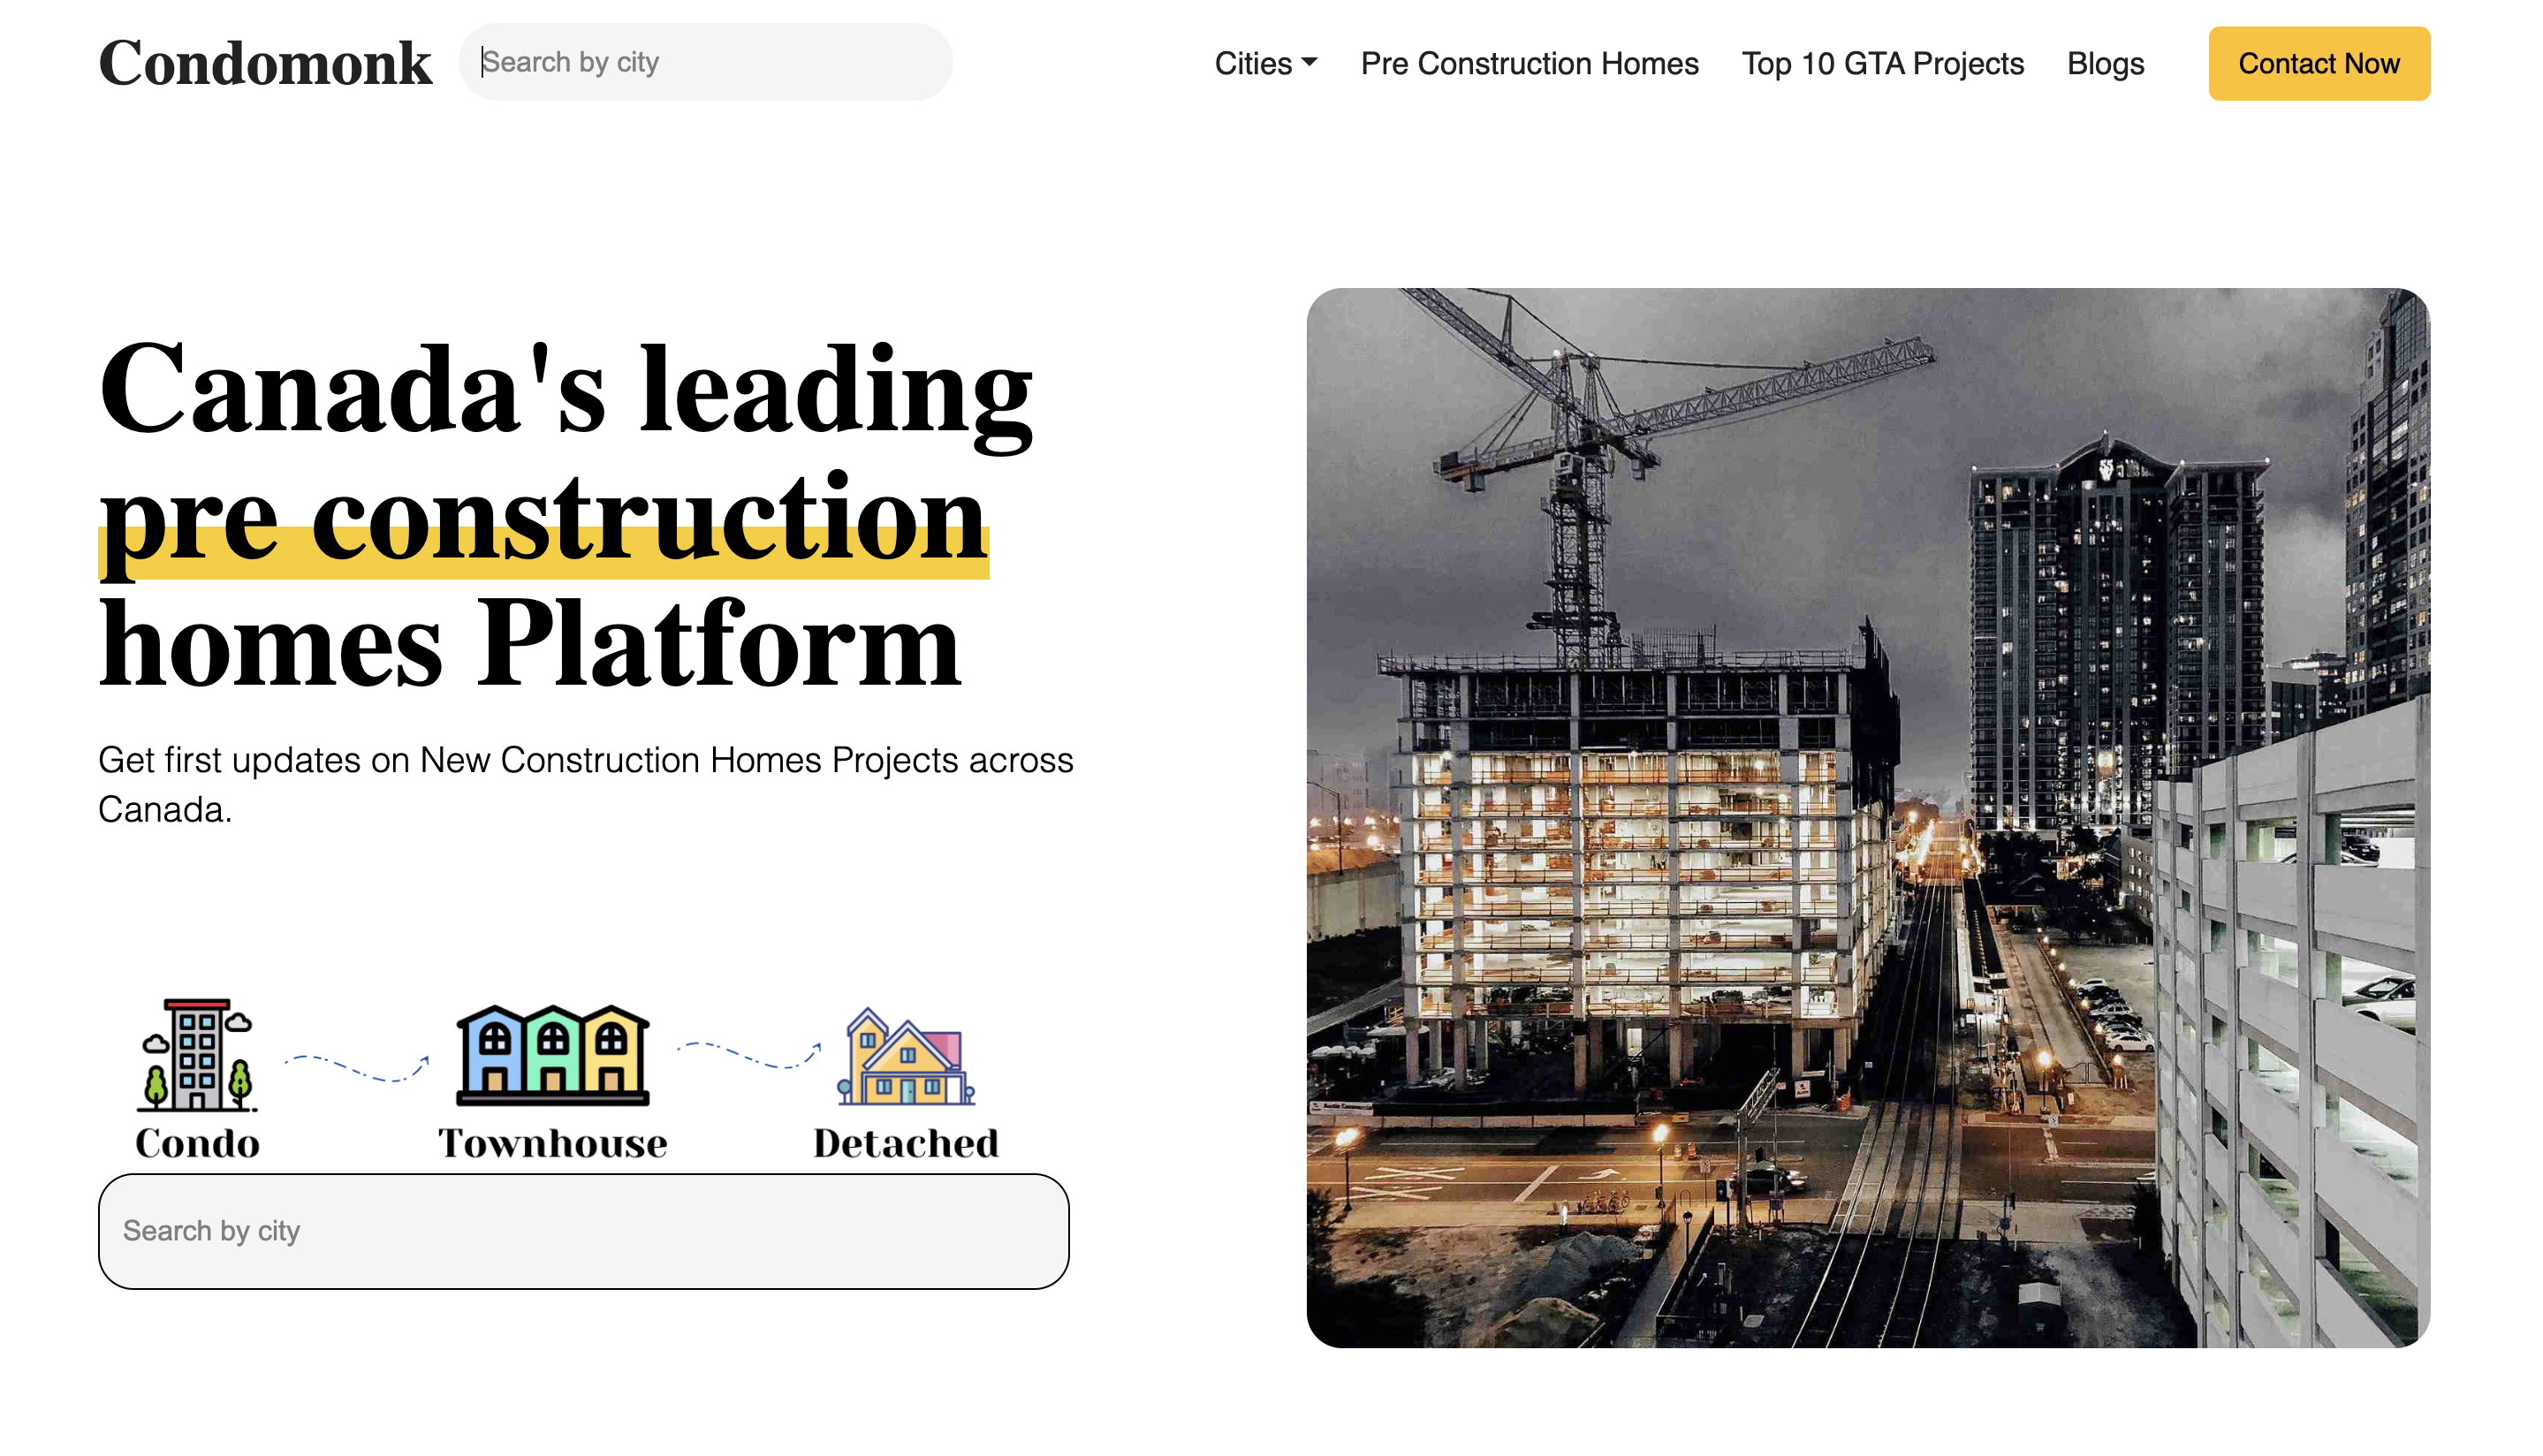 Condomonk
Search by city
Cities
Pre Construction Homes
Top 10 GTA Projects
Blogs
Contact Now
Canada's leading
pre construction
homes Platform
Get first updates on New Construction Homes Projects across
Canada.
Condo
Townhouse
Detached
Search by city